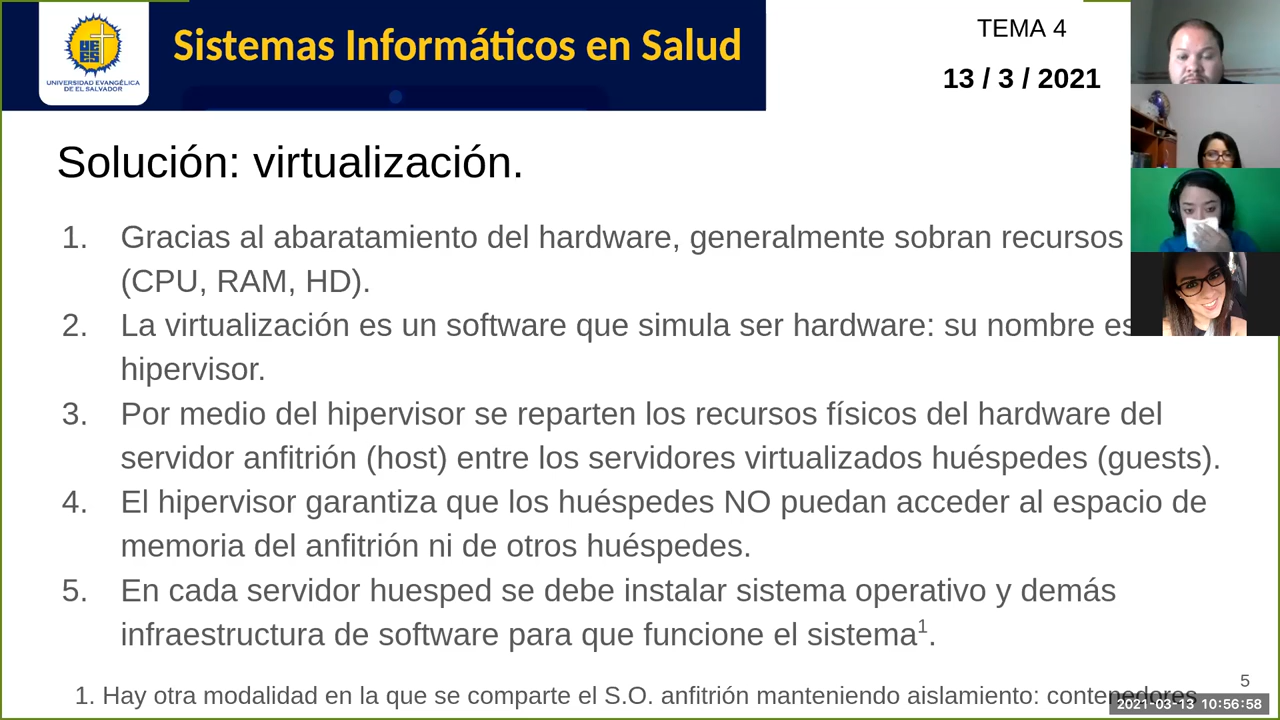 Sistemas Informáticos en Salud
UNIVERSIDAD EVANGÉLICA
DE EL SALVADOR
TEMA 4
13 / 3 / 2021
Solución: virtualización.
1. Gracias al abaratamiento del hardware, generalmente sobran recursos
(CPU, RAM, HD).
2. La virtualización es un software que simula ser hardware: su nombre es
hipervisor.
3. Por medio del hipervisor se reparten los recursos físicos del hardware del
servidor anfitrión (host) entre los servidores virtualizados huéspedes (guests).
4. El hipervisor garantiza que los huéspedes NO puedan acceder al espacio de
memoria del anfitrión ni de otros huéspedes.
5. En cada servidor huesped se debe instalar sistema operativo y demás
infraestructura de software para que funcione el sistema1.
5
1. Hay otra modalidad en la que se comparte el S.O. anfitrión manteniendo aislamiento: contenedores
2021-03-13 10:56:58